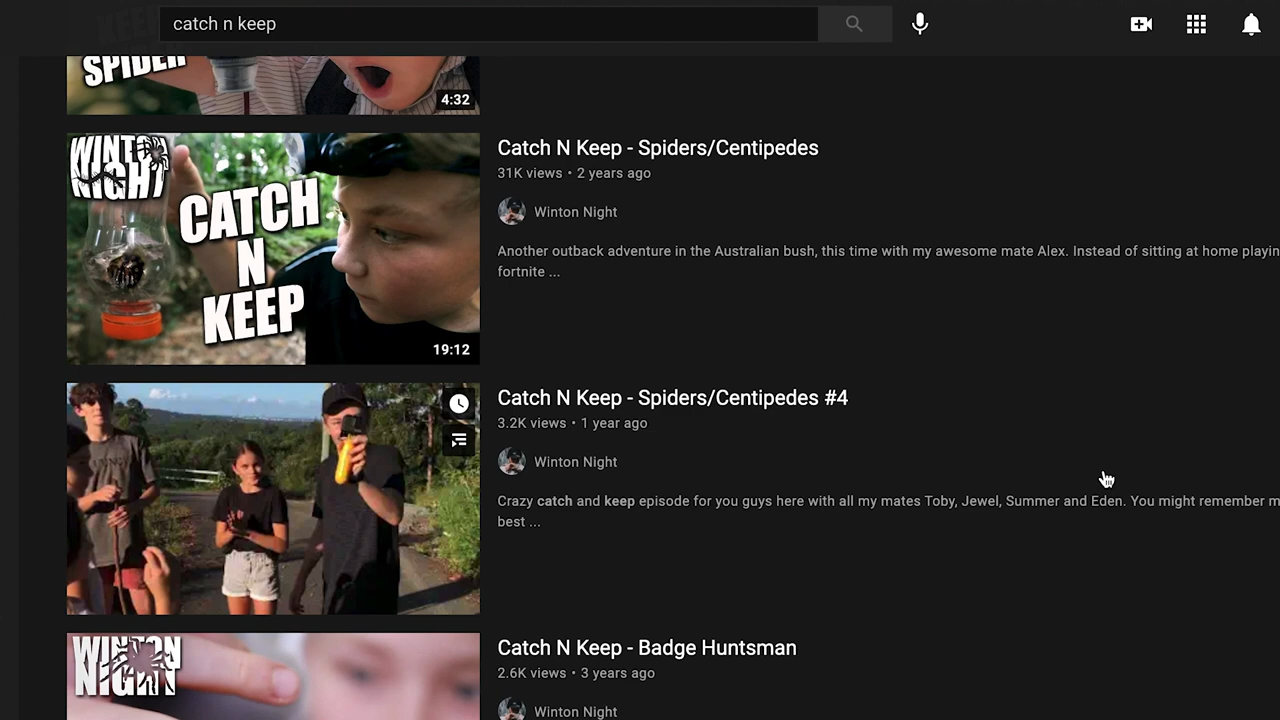 catch n keep
SPIDER
4:32
WINTON
NIGHT
CATCH
N
KEEP
19:12
Catch N Keep - Spiders/Centipedes
31K views • 2 years ago
Winton Night
Another outback adventure in the Australian bush, this time with my awesome mate Alex. Instead of sitting at home playin
fortnite ...
Catch N Keep - Spiders/Centipedes #4
3.2K views • 1 year ago
Winton Night
Crazy catch and keep episode for you guys here with all my mates Toby, Jewel, Summer and Eden. You might remember m
best ...
WINTON
NIGHT
Catch N Keep - Badge Huntsman
2.6K views • 3 years ago
Winton Night